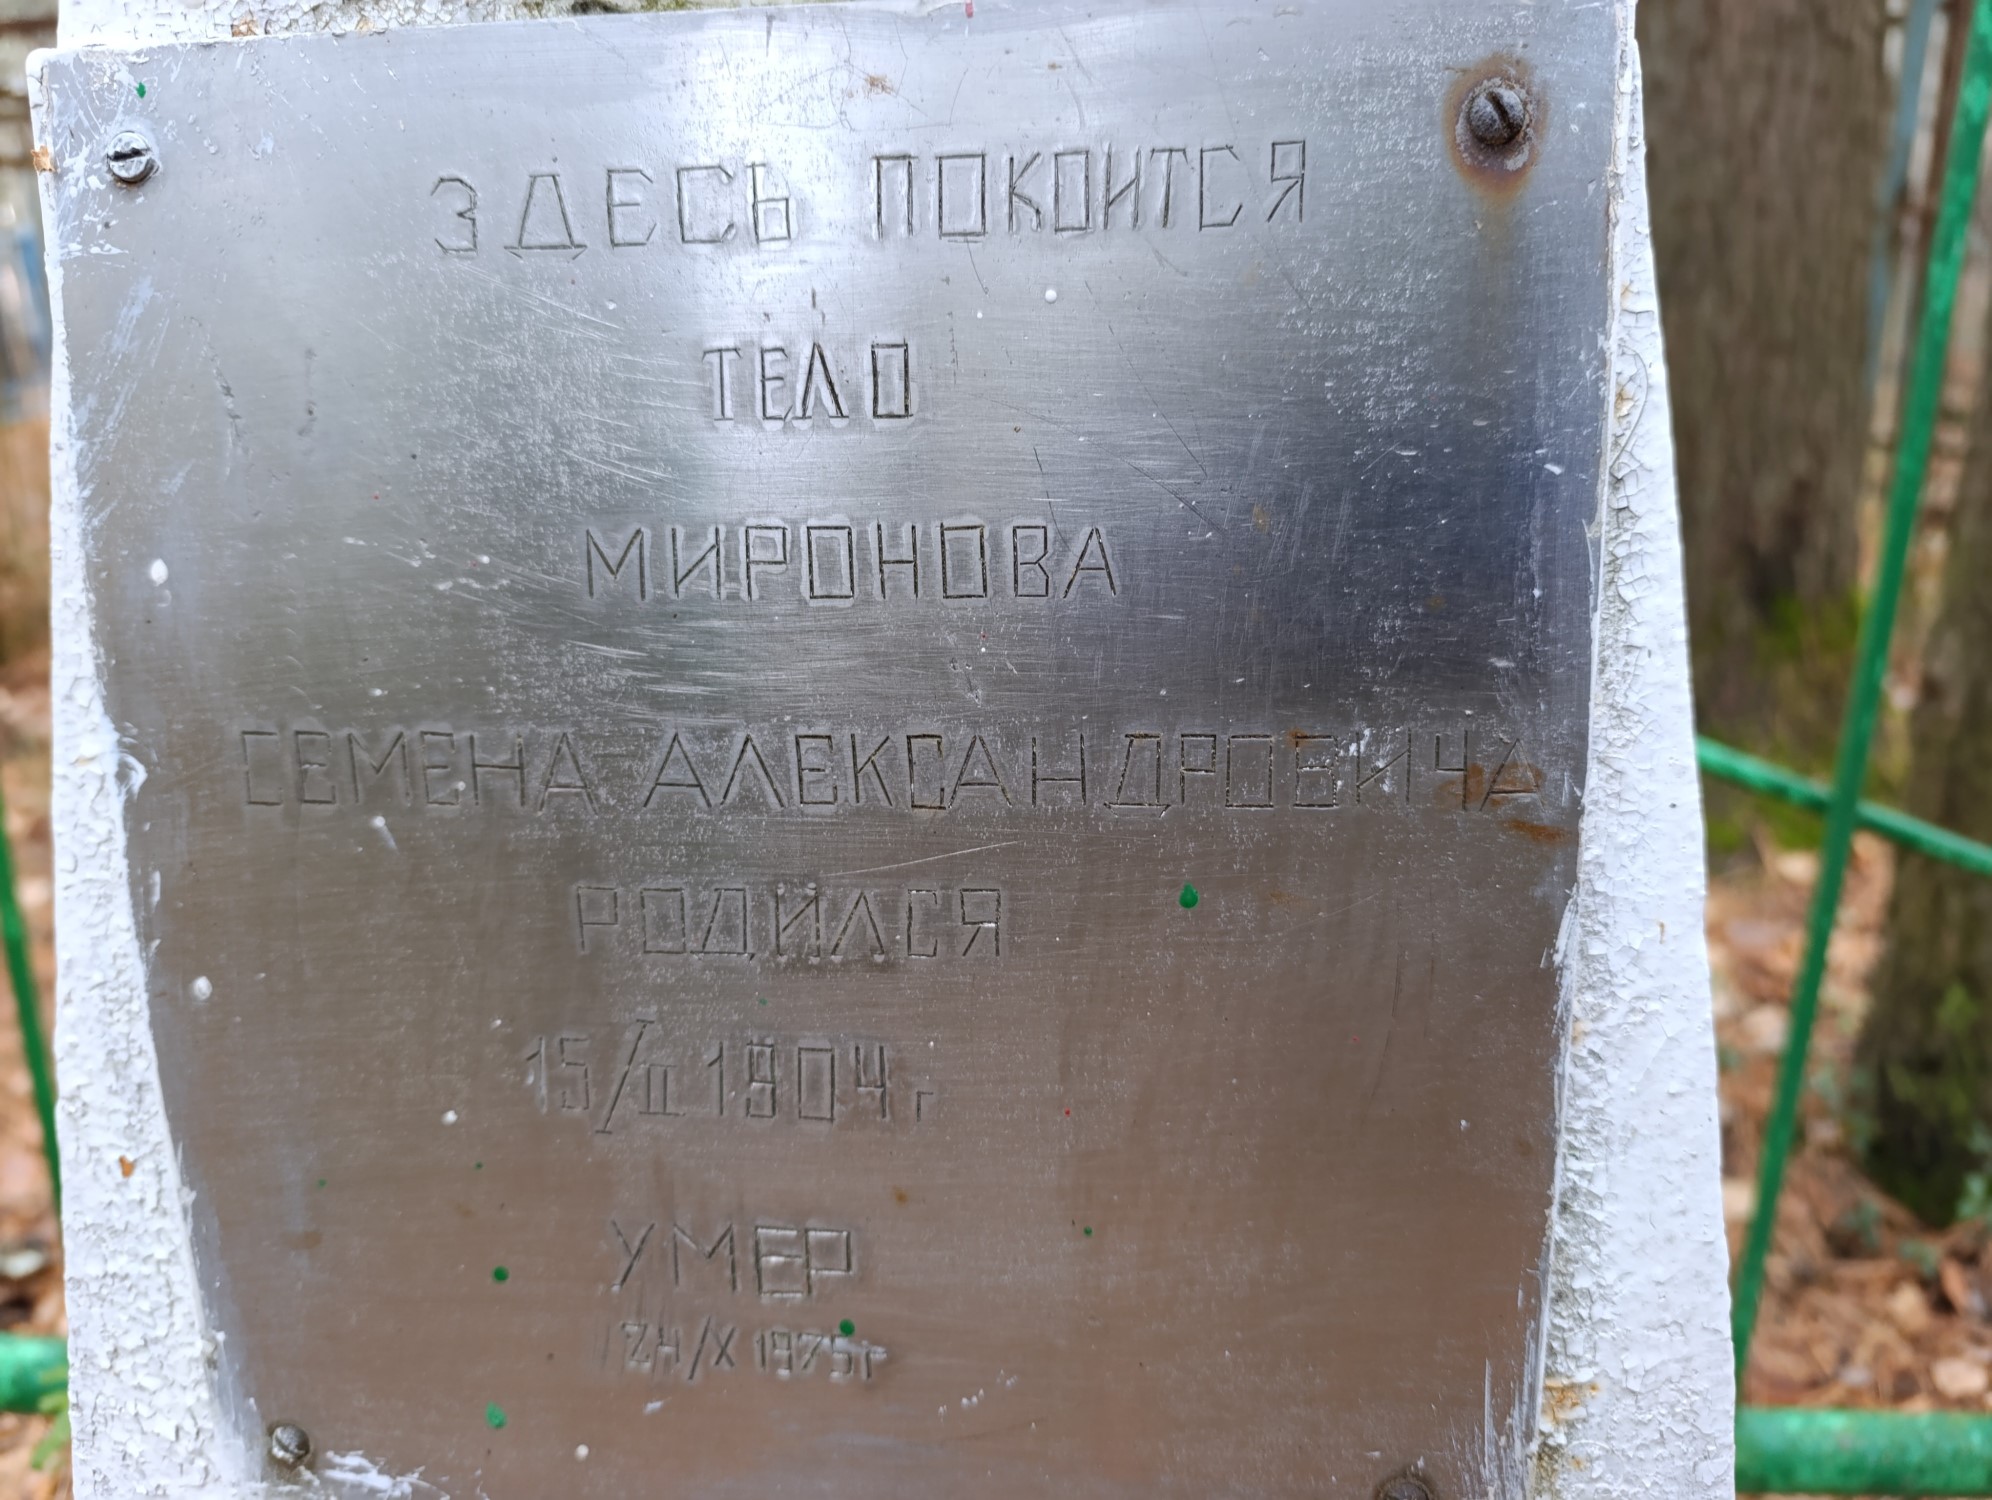 ЗДЕСЬ ПОКОИТСЯ
ТЕЛО
МИРОНОВА
СЕМЕНА АЛЕКСАНДРОВИЧА
РОДИЛСЯ
15/II 1904 г
УМЕР
24/X 1975 г